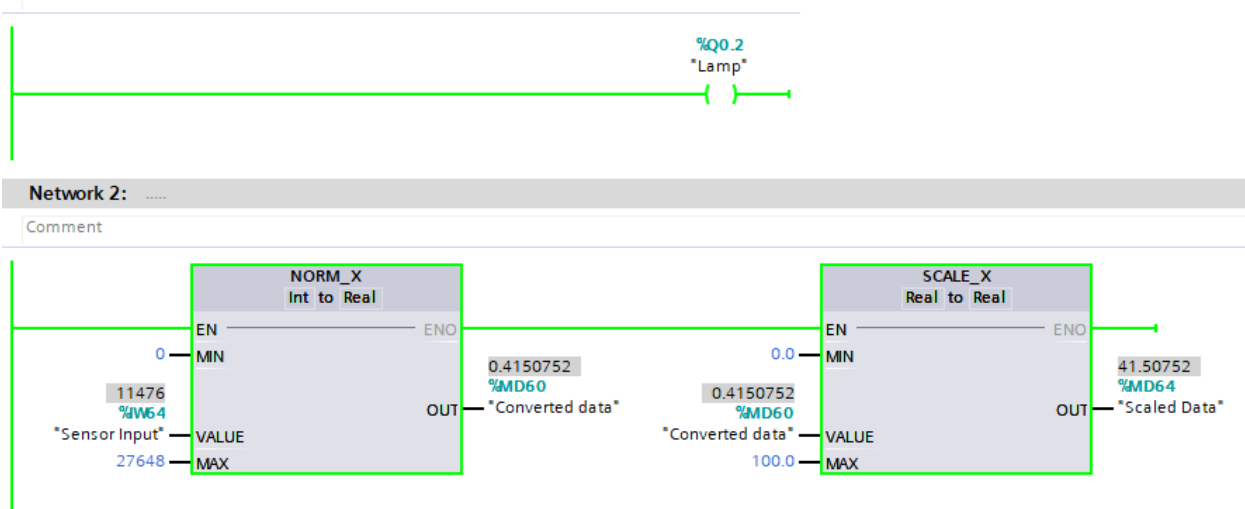 %Q0.2
"Lamp"
Network 2: .....
Comment
NORM_X
Int to Real
SCALE_X
Real to Real
EN ENO
EN ENO
0 MIN
0.0 MIN
0.4150752
%MD60
"Converted data"
OUT
41.50752
%MD64
"Scaled Data"
OUT
11476
%IW64
"Sensor Input" VALUE
0.4150752
%MD60
"Converted data" VALUE
27648 MAX
100.0 MAX